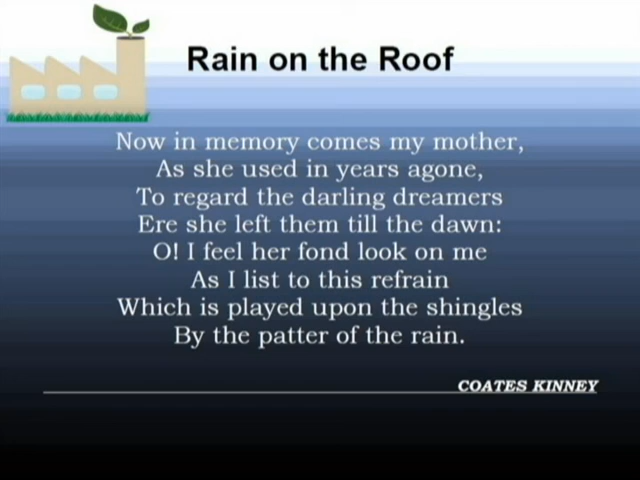 Rain on the Roof
Now in memory comes my mother,
As she used in years agone,
To regard the darling dreamers
Ere she left them till the dawn:
O! I feel her fond look on me
As I list to this refrain
Which is played upon the shingles
By the patter of the rain.
COATES KINNEY